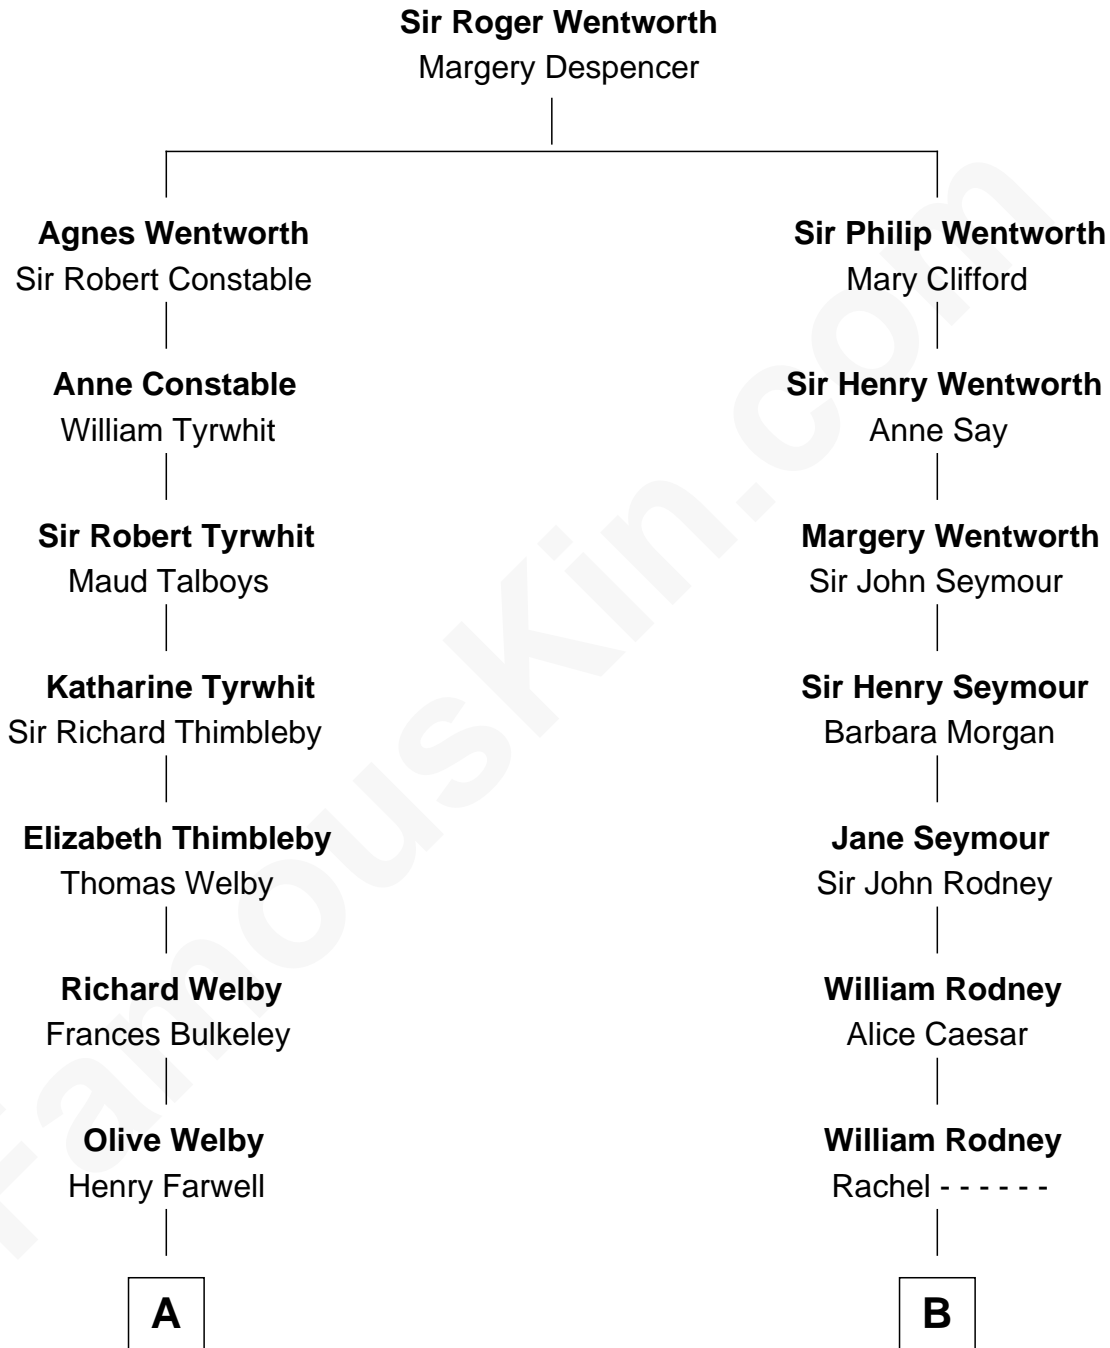 Sir Roger Wentworth
Margery Despencer
Agnes Wentworth
Sir Robert Constable
Sir Philip Wentworth
Mary Clifford
Anne Constable
William Tyrwhit
Sir Henry Wentworth
Anne Say
Sir Robert Tyrwhit
Maud Talboys
Margery Wentworth
Sir John Seymour
Katharine Tyrwhit
Sir Richard Thimbleby
Sir Henry Seymour
Barbara Morgan
Elizabeth Thimbleby
Thomas Welby
Jane Seymour
Sir John Rodney
Richard Welby
Frances Bulkeley
William Rodney
Alice Caesar
Olive Welby
Henry Farwell
William Rodney
Rachel - - - - - -
A
B
FamousKin.com